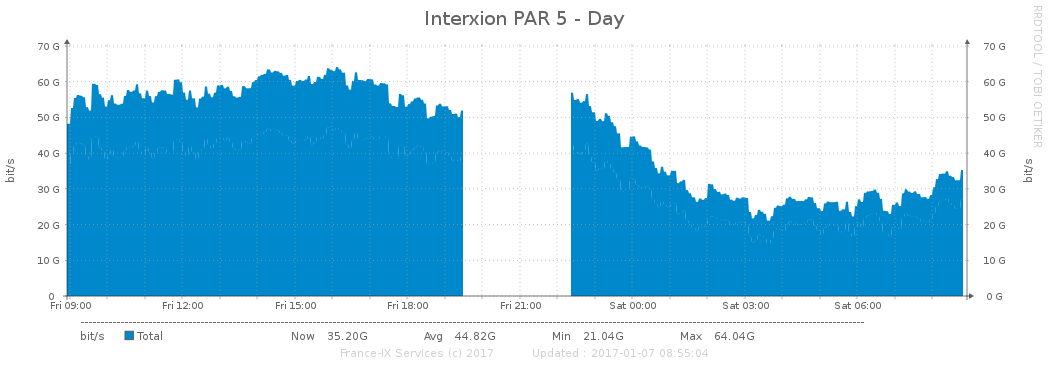 Interxion PAR 5 - Day
RRDTOOL / TOBI OETIKER
70 G 70 G
60 G 60 G
50 G 50 G
40 G 40 G
30 G 30 G
20 G 20 G
10 G 10 G
0 0 G
bit/s
bit/s
Fri 09:00 Fri 12:00 Fri 15:00 Fri 18:00 Fri 21:00 Sat 00:00 Sat 03:00 Sat 06:00
bit/s Total Now 35.20G Avg 44.82G Min 21.04G Max 64.04G
France-IX Services (c) 2017 Updated : 2017-01-07 08:55:04